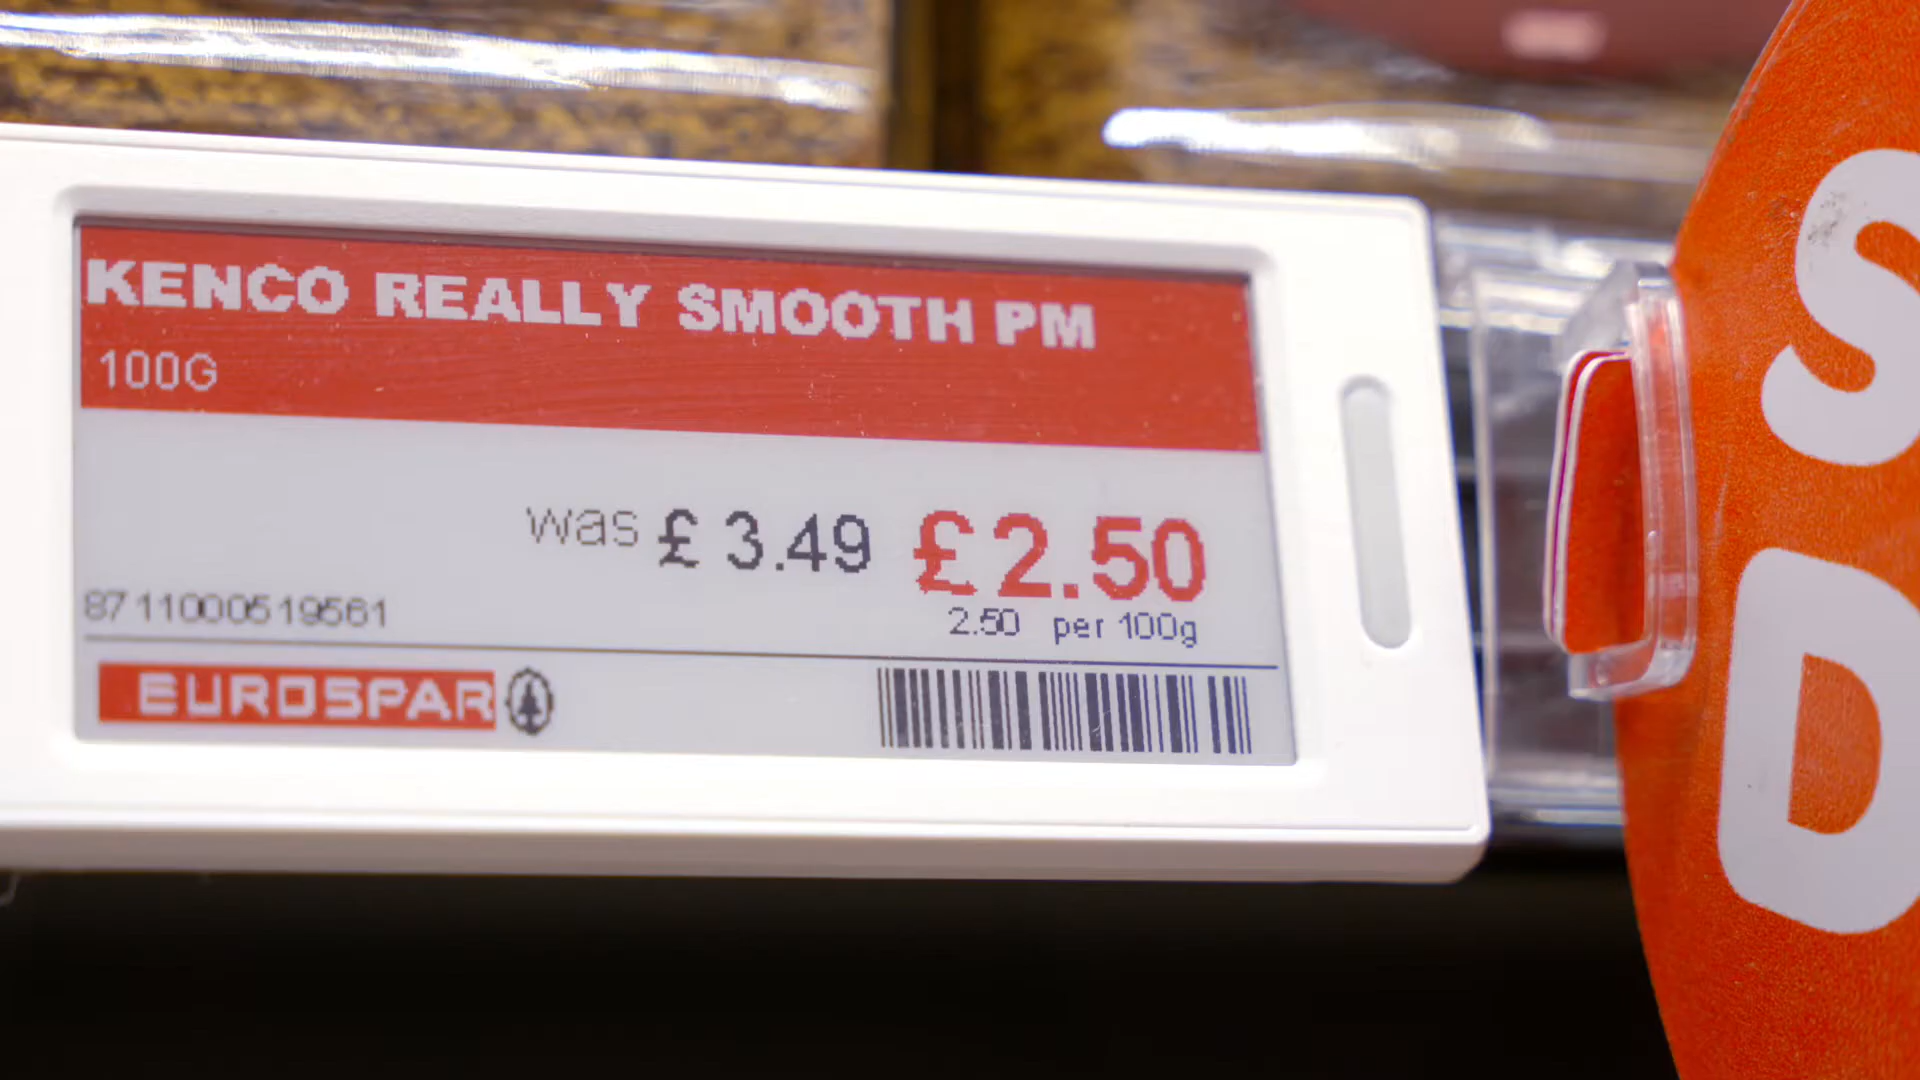 KENCO REALLY SMOOTH PM
100G
was £ 3.49 £2.50
2.50 per 100g
8711000519561
EUROSPAR
S
D